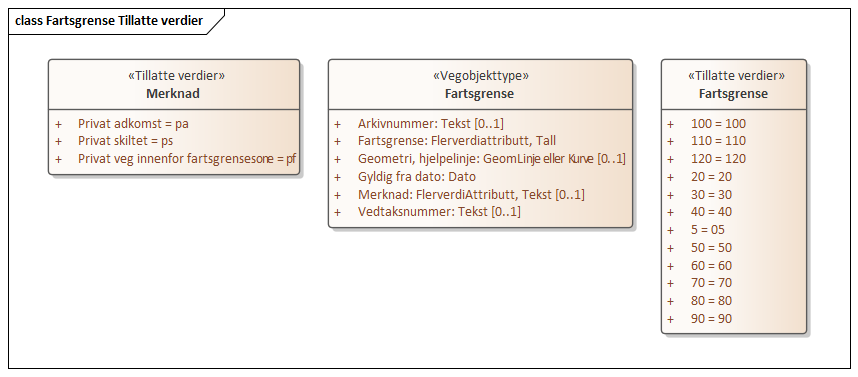 class Fartsgrense Tillatte verdier
«Tillatte verdier»
Merknad
+ Privat adkomst = pa
+ Privat skiltet = ps
+ Privat veg innenfor fartsgrensesone = pf
«Vegobjekttype»
Fartsgrense
+ Arkivnummer: Tekst [0..1]
+ Fartsgrense: Flerverdiattributt, Tall
+ Geometri, hjelpelinje: GeomLinje eller Kurve [0..1]
+ Gyldig fra dato: Dato
+ Merknad: FlerverdiAttributt, Tekst [0..1]
+ Vedtaksnummer: Tekst [0..1]
«Tillatte verdier»
Fartsgrense
+ 100 = 100
+ 110 = 110
+ 120 = 120
+ 20 = 20
+ 30 = 30
+ 40 = 40
+ 5 = 05
+ 50 = 50
+ 60 = 60
+ 70 = 70
+ 80 = 80
+ 90 = 90